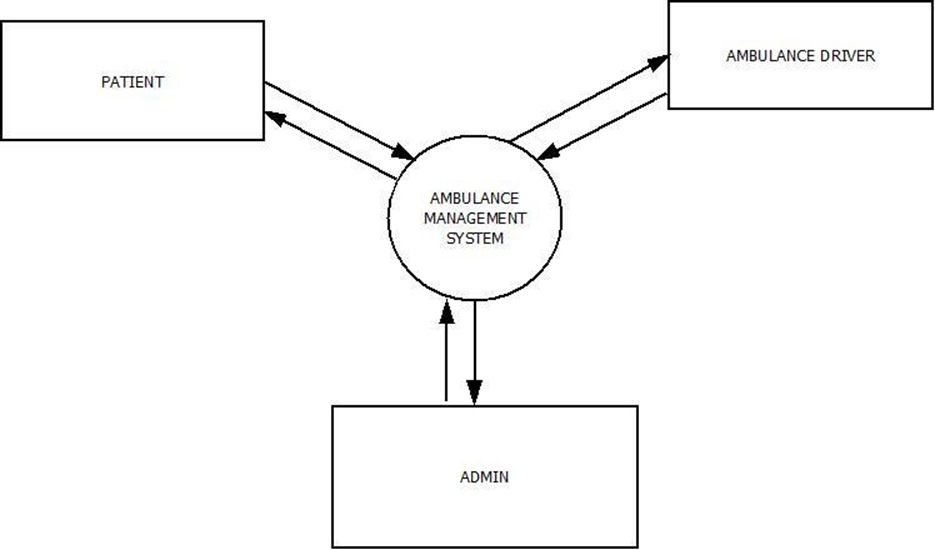 PATIENT
AMBULANCE DRIVER
AMBULANCE
MANAGEMENT
SYSTEM
ADMIN